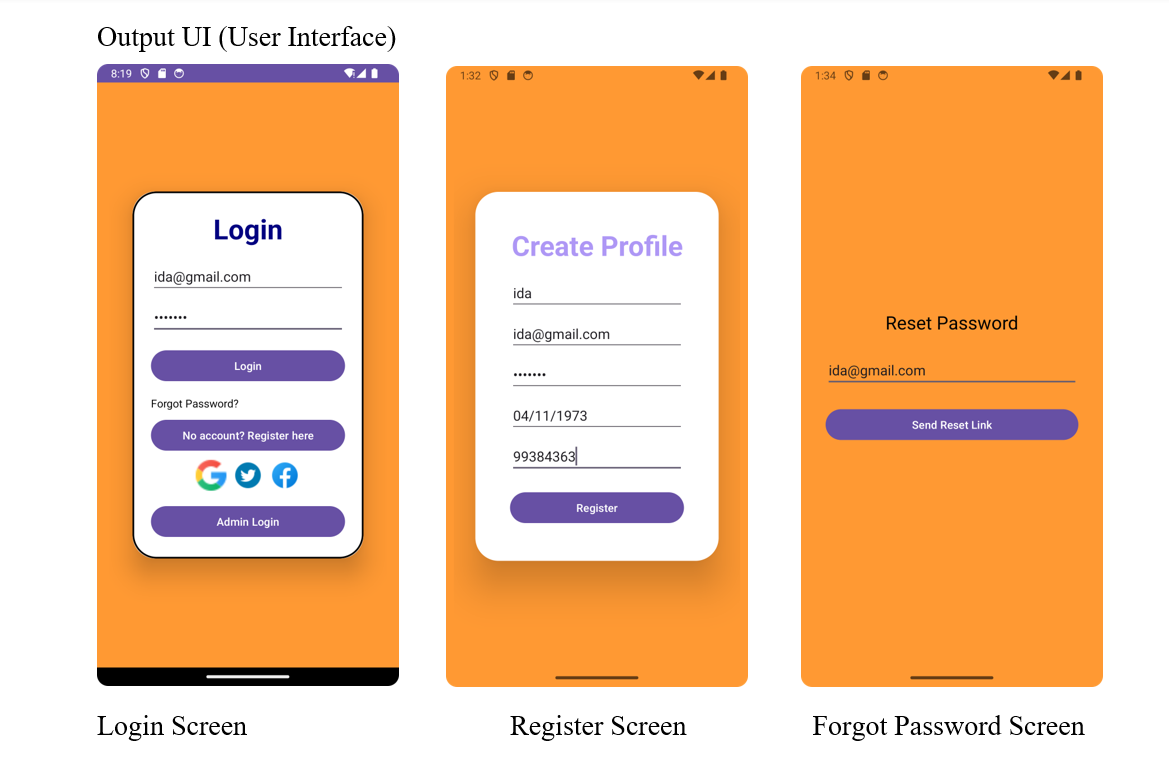 Output UI (User Interface)
8:19
Login
ida@gmail.com
•••••••
Login
Forgot Password?
No account? Register here
Admin Login
Login Screen
1:32
Create Profile
ida
ida@gmail.com
•••••••
04/11/1973
99384363
Register
Register Screen
1:34
Reset Password
ida@gmail.com
Send Reset Link
Forgot Password Screen